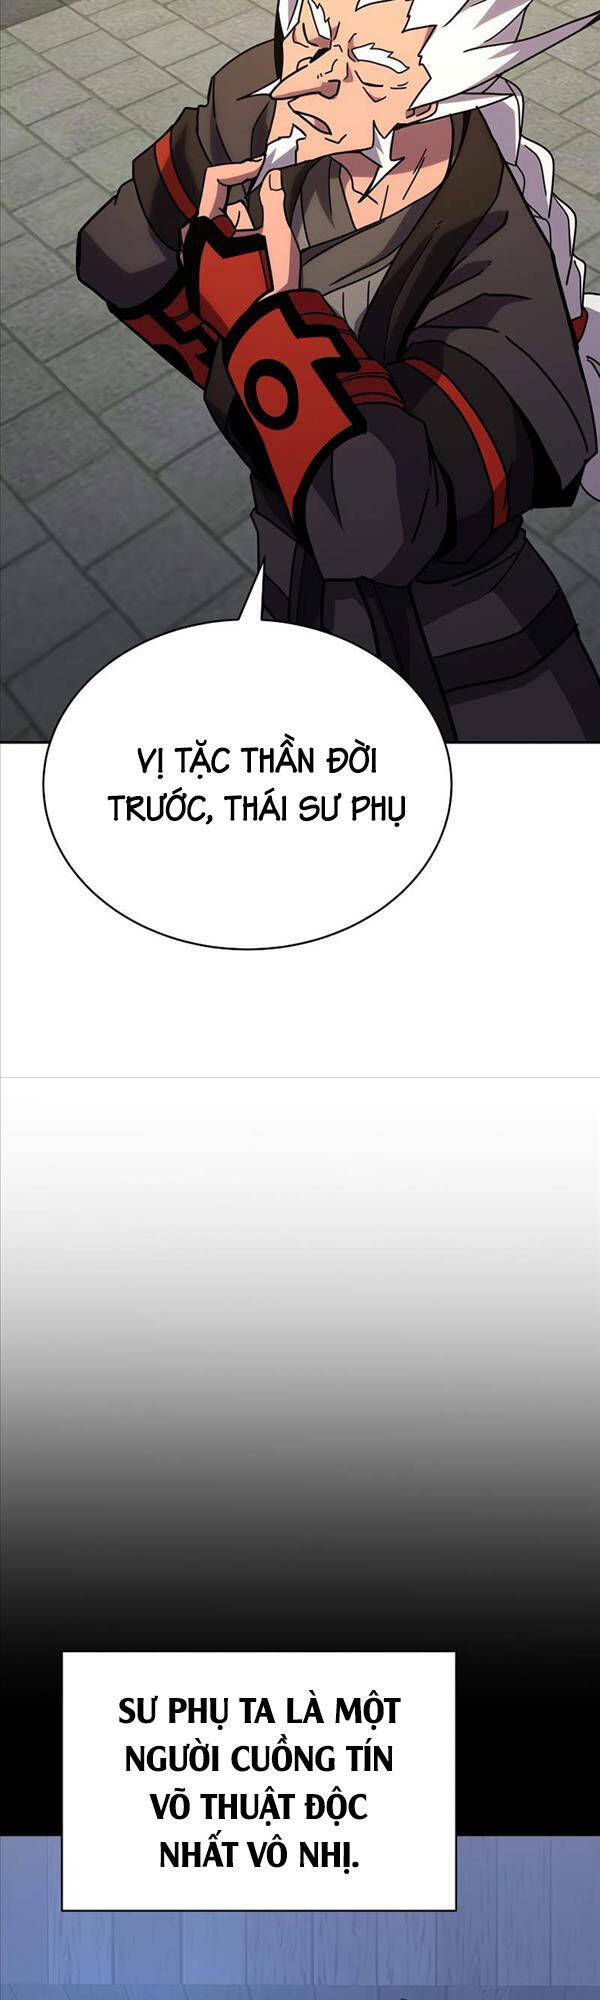 VỊ TẶC THẦN ĐỜI
TRƯỚC, THÁI SƯ PHỤ
SƯ PHỤ TA LÀ MỘT
NGƯỜI CUỒNG TÍN
VÕ THUẬT ĐỘC
NHẤT VÔ NHỊ.